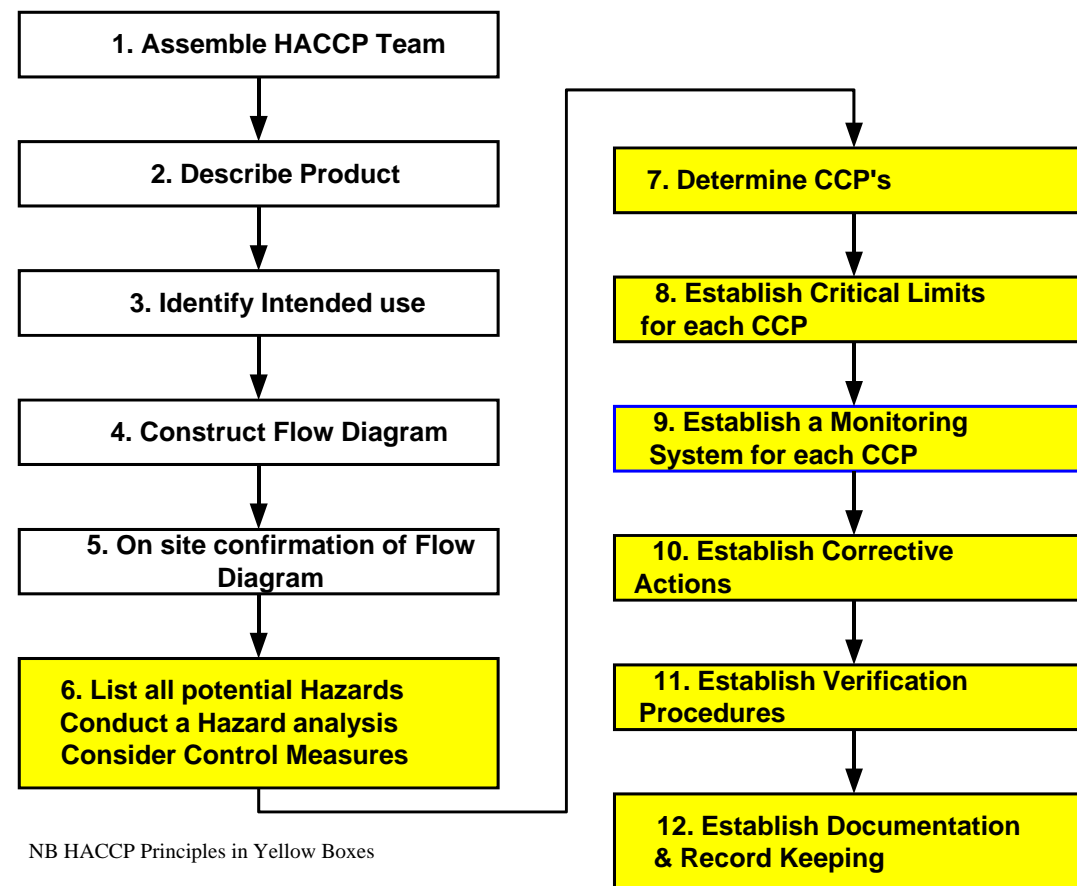 1. Assemble HACCP Team
2. Describe Product
3. Identify Intended use
4. Construct Flow Diagram
5. On site confirmation of Flow
Diagram
6. List all potential Hazards
Conduct a Hazard analysis
Consider Control Measures
7. Determine CCP's
8. Establish Critical Limits
for each CCP
9. Establish a Monitoring
System for each CCP
10. Establish Corrective
Actions
11. Establish Verification
Procedures
12. Establish Documentation
& Record Keeping
NB HACCP Principles in Yellow Boxes